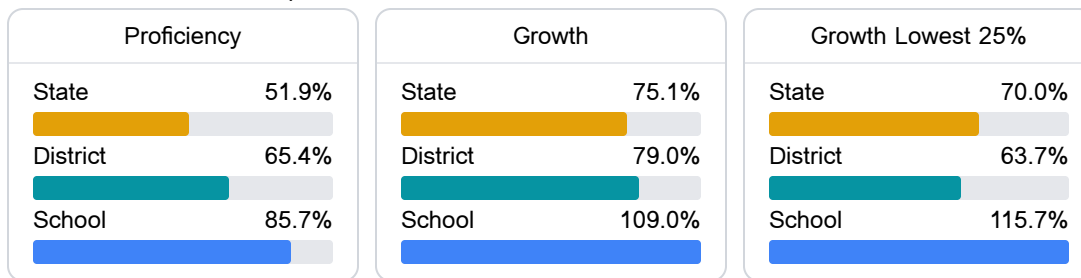 Proficiency
State 51.9%
District 65.4%
School 85.7%
Growth
State 75.1%
District 79.0%
School 109.0%
Growth Lowest 25%
State 70.0%
District 63.7%
School 115.7%